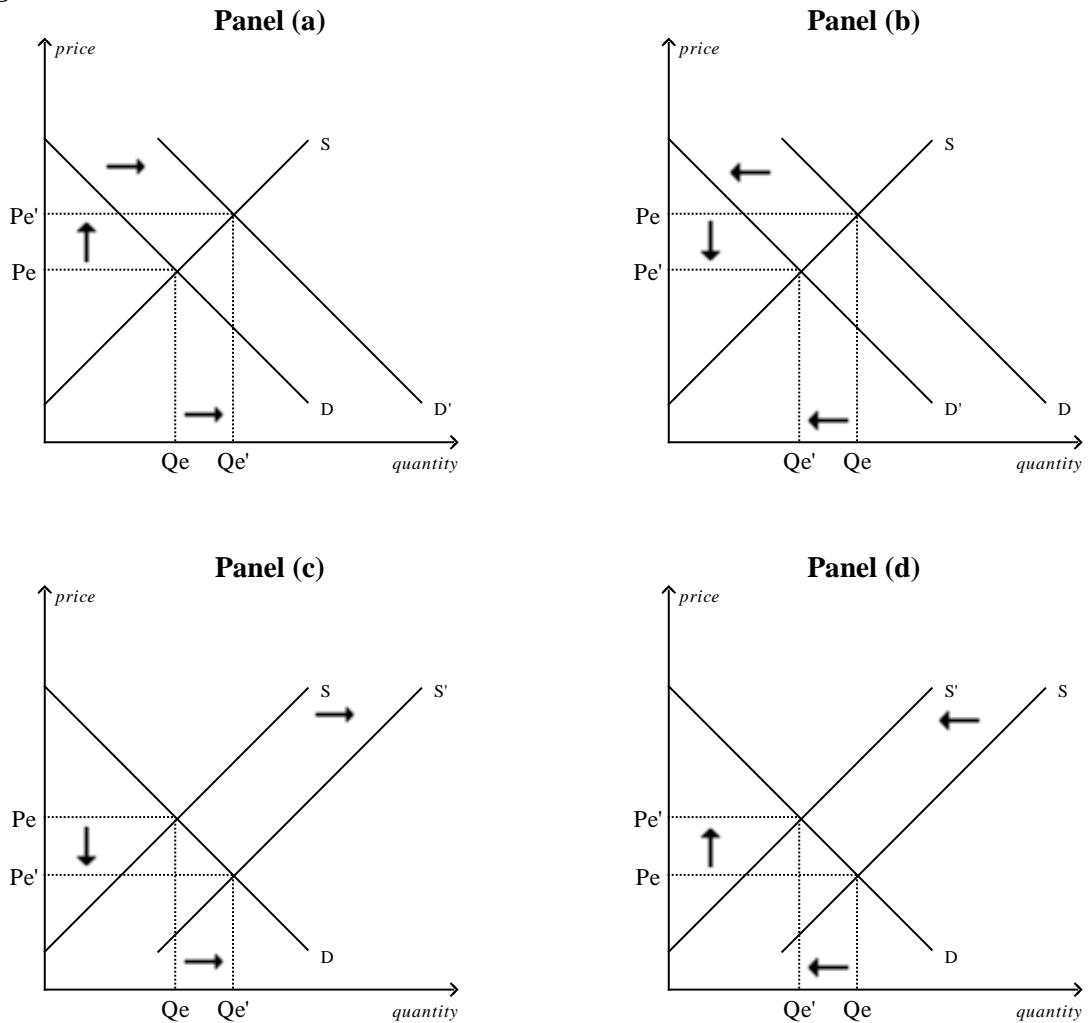 Panel (a)
price
S
Pe'
Pe
D
D'
Qe
Qe'
quantity
Panel (b)
price
S
Pe
Pe'
D'
D
Qe'
Qe
quantity
Panel (c)
price
S
S'
Pe
Pe'
D
Qe
Qe'
quantity
Panel (d)
price
S'
S
Pe'
Pe
D
Qe'
Qe
quantity